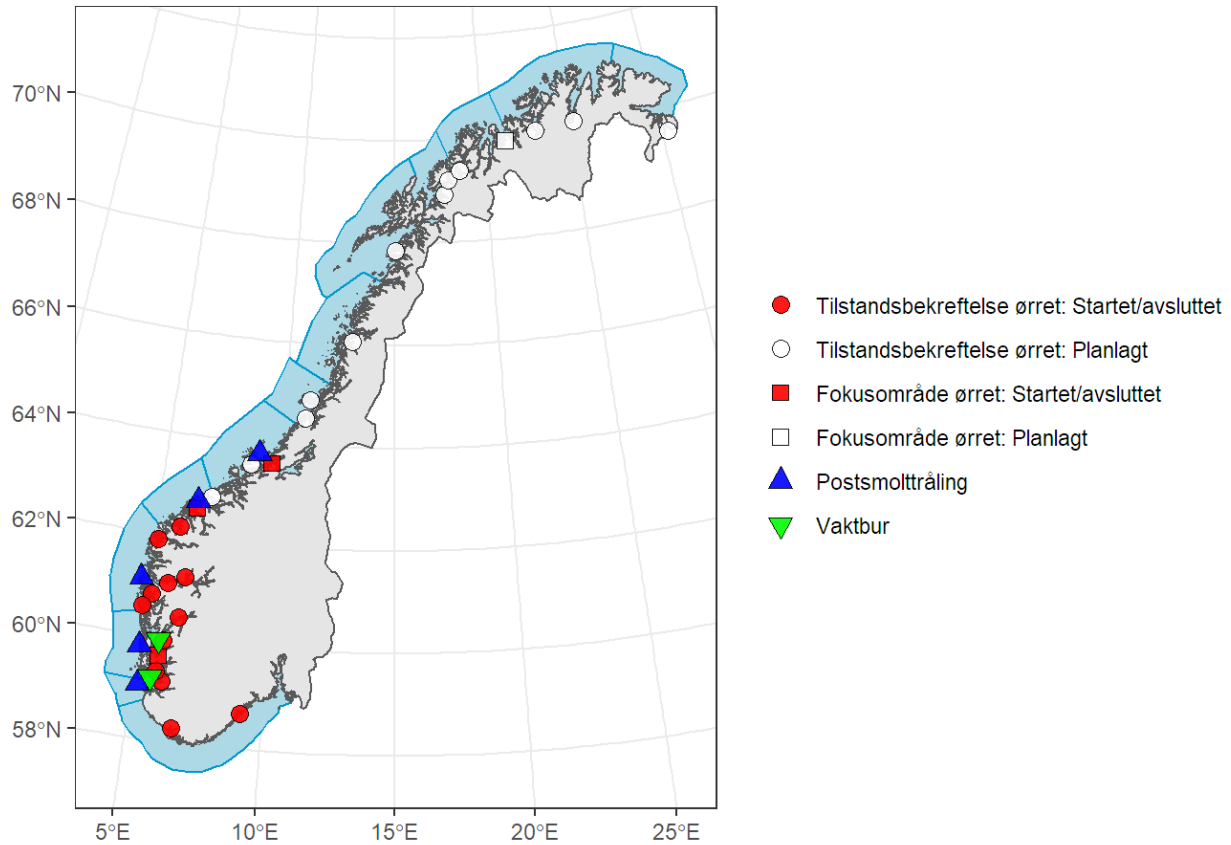 70°N
68°N
66°N
64°N
62°N
60°N
58°N
5°E 10°E 15°E 20°E 25°E
Tilstandsbekreftelse ørret: Startet/avsluttet
Tilstandsbekreftelse ørret: Planlagt
Fokusområde ørret: Startet/avsluttet
Fokusområde ørret: Planlagt
Postsmolttråling
Vaktbur